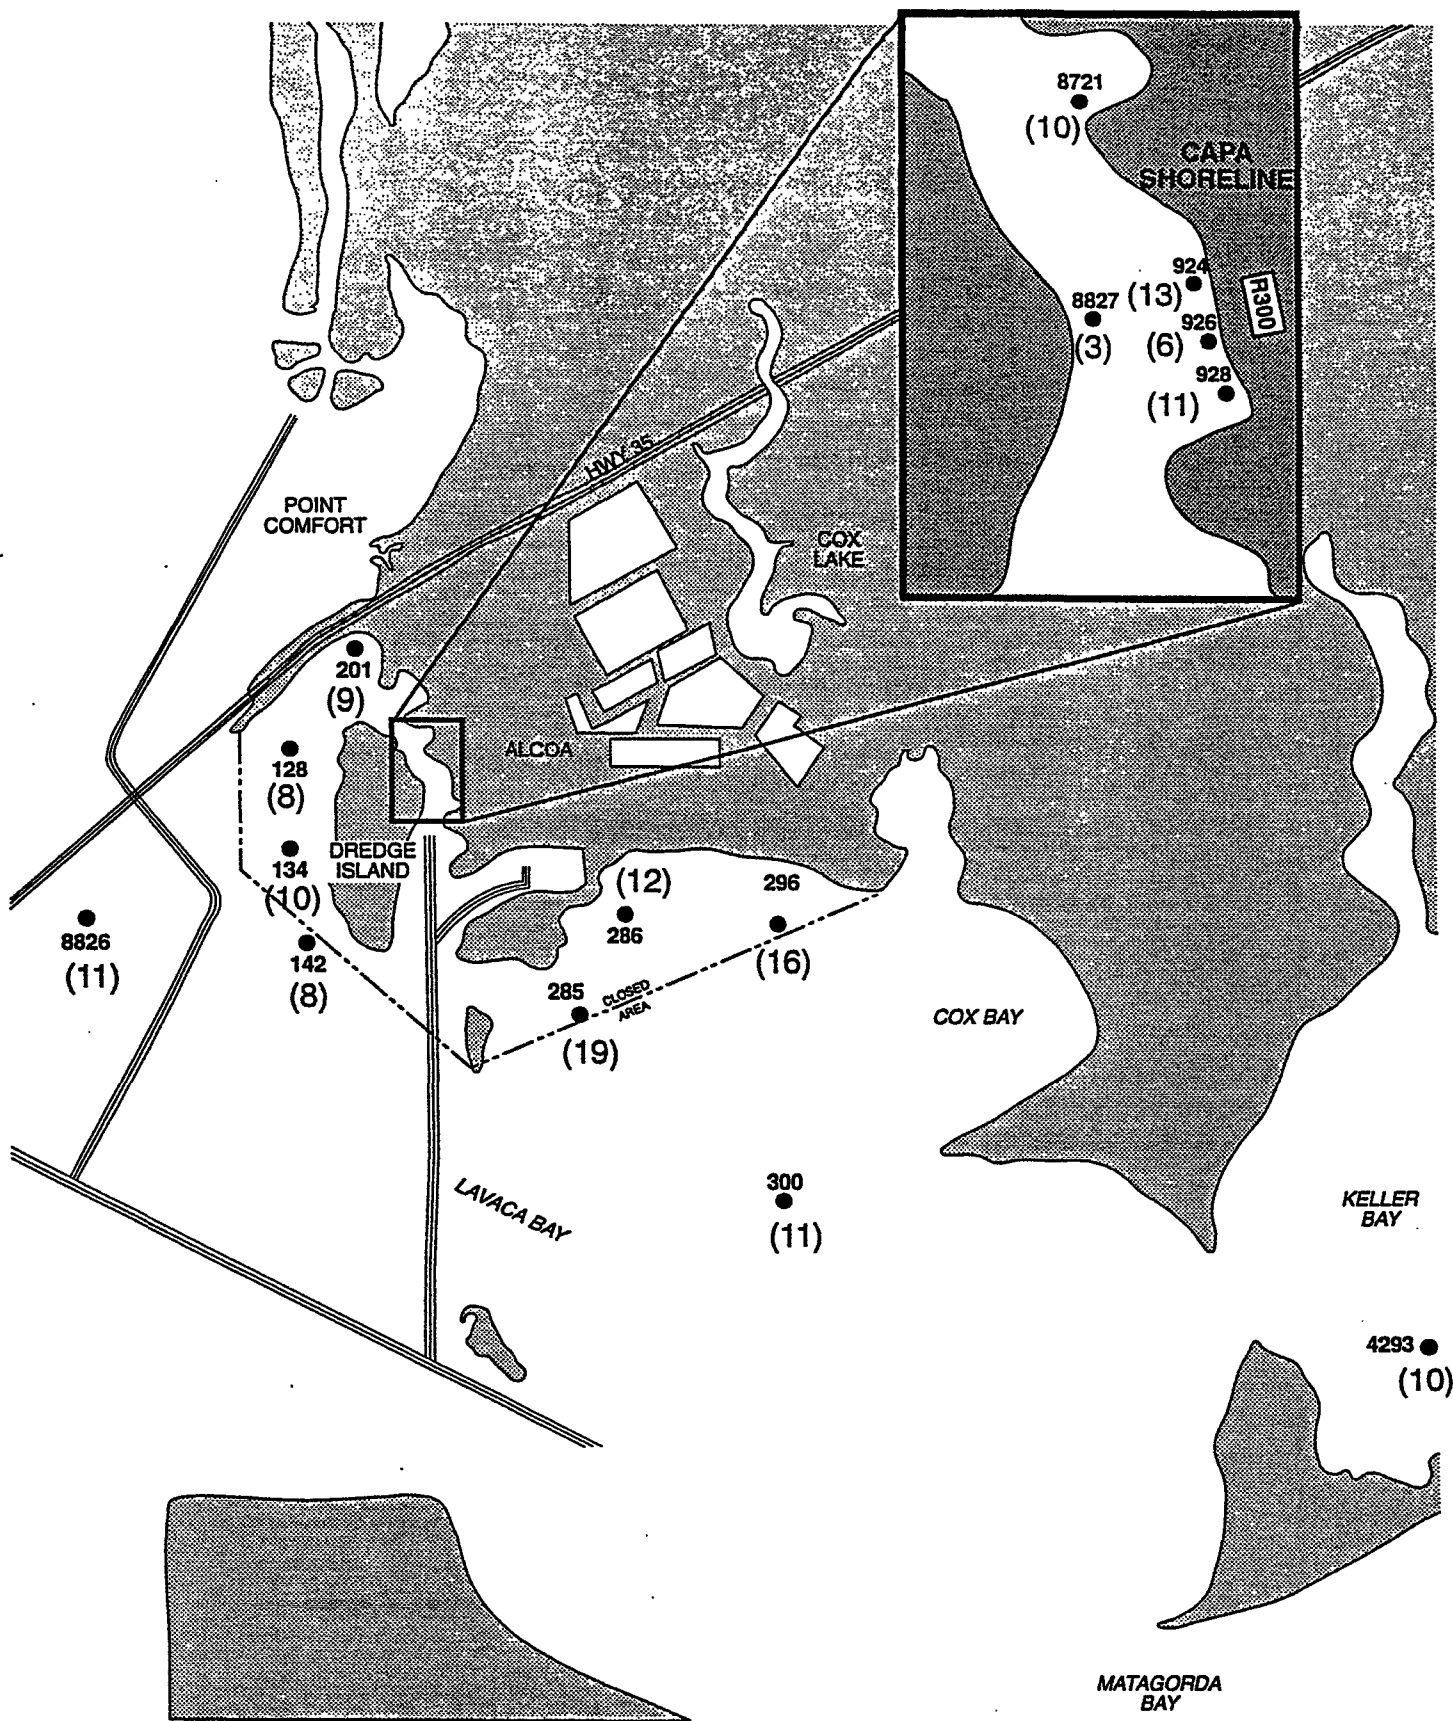 8721
(10)
CAPA
SHORELINE
924
(13)
8827
(3)
R300
926
(6)
928
(11)
HWY 35
POINT
COMFORT
COX
LAKE
201
(9)
128
(8)
ALCOA
134
(10)
DREDGE
ISLAND
(12)
286
296
(16)
8826
(11)
142
(8)
285
(19)
CLOSED
AREA
COX BAY
LAVACA BAY
300
(11)
KELLER
BAY
4293
(10)
MATAGORDA
BAY